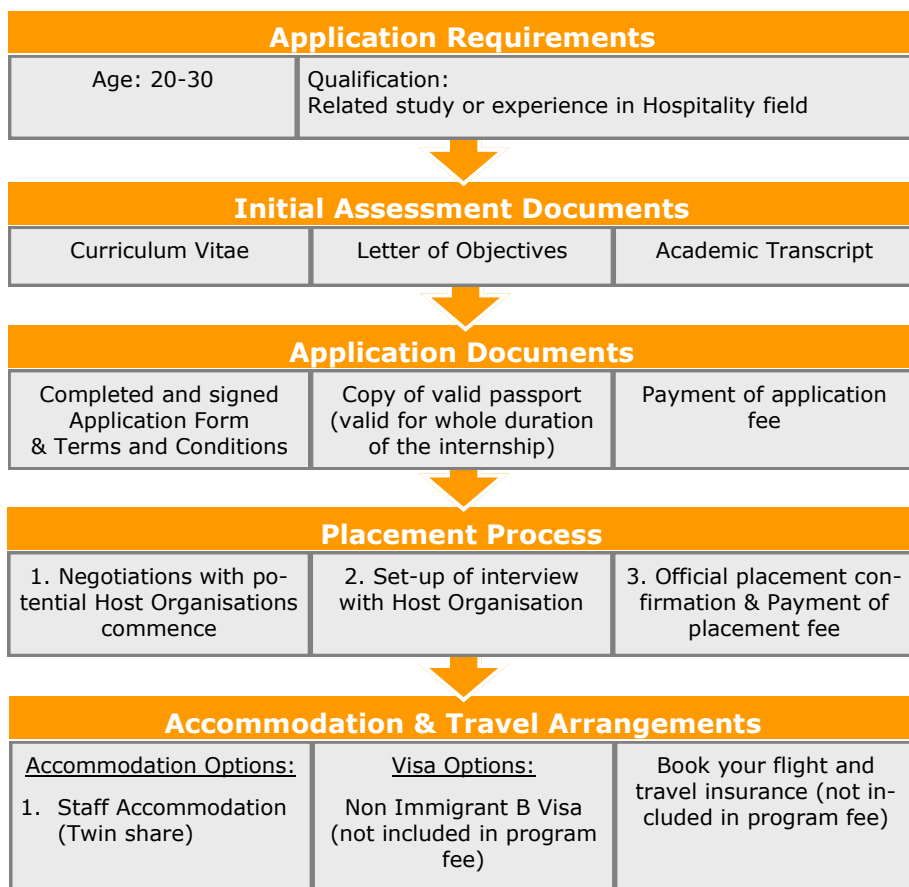 Application Requirements
Age: 20-30
Qualification:
Related study or experience in Hospitality field
Initial Assessment Documents
Curriculum Vitae
Letter of Objectives
Academic Transcript
Application Documents
Completed and signed
Application Form
& Terms and Conditions
Copy of valid passport
(valid for whole duration
of the internship)
Payment of application
fee
Placement Process
1. Negotiations with po-
tential Host Organisations
commence
2. Set-up of interview
with Host Organisation
3. Official placement con-
firmation & Payment of
placement fee
Accommodation & Travel Arrangements
Accommodation Options:
1. Staff Accommodation
(Twin share)
Visa Options:
Non Immigrant B Visa
(not included in program
fee)
Book your flight and
travel insurance (not in-
cluded in program fee)